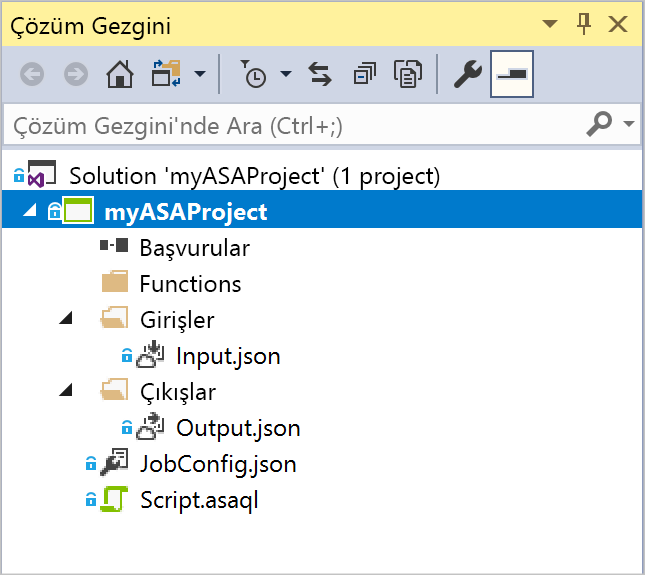 Çözüm Gezgini
Çözüm Gezgini'nde Ara (Ctrl+;)
Solution 'myASAProject' (1 project)
myASAProject
Başvurular
Functions
Girişler
Input.json
Çıkışlar
Output.json
JobConfig.json
Script.asaql